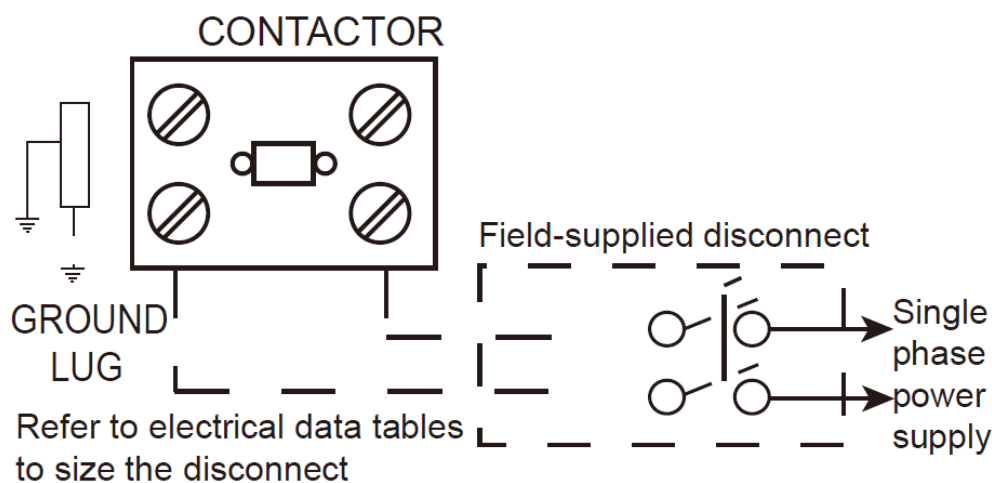 CONTACTOR
Field-supplied disconnect
GROUND
LUG
Single
phase
power
supply
Refer to electrical data tables
to size the disconnect